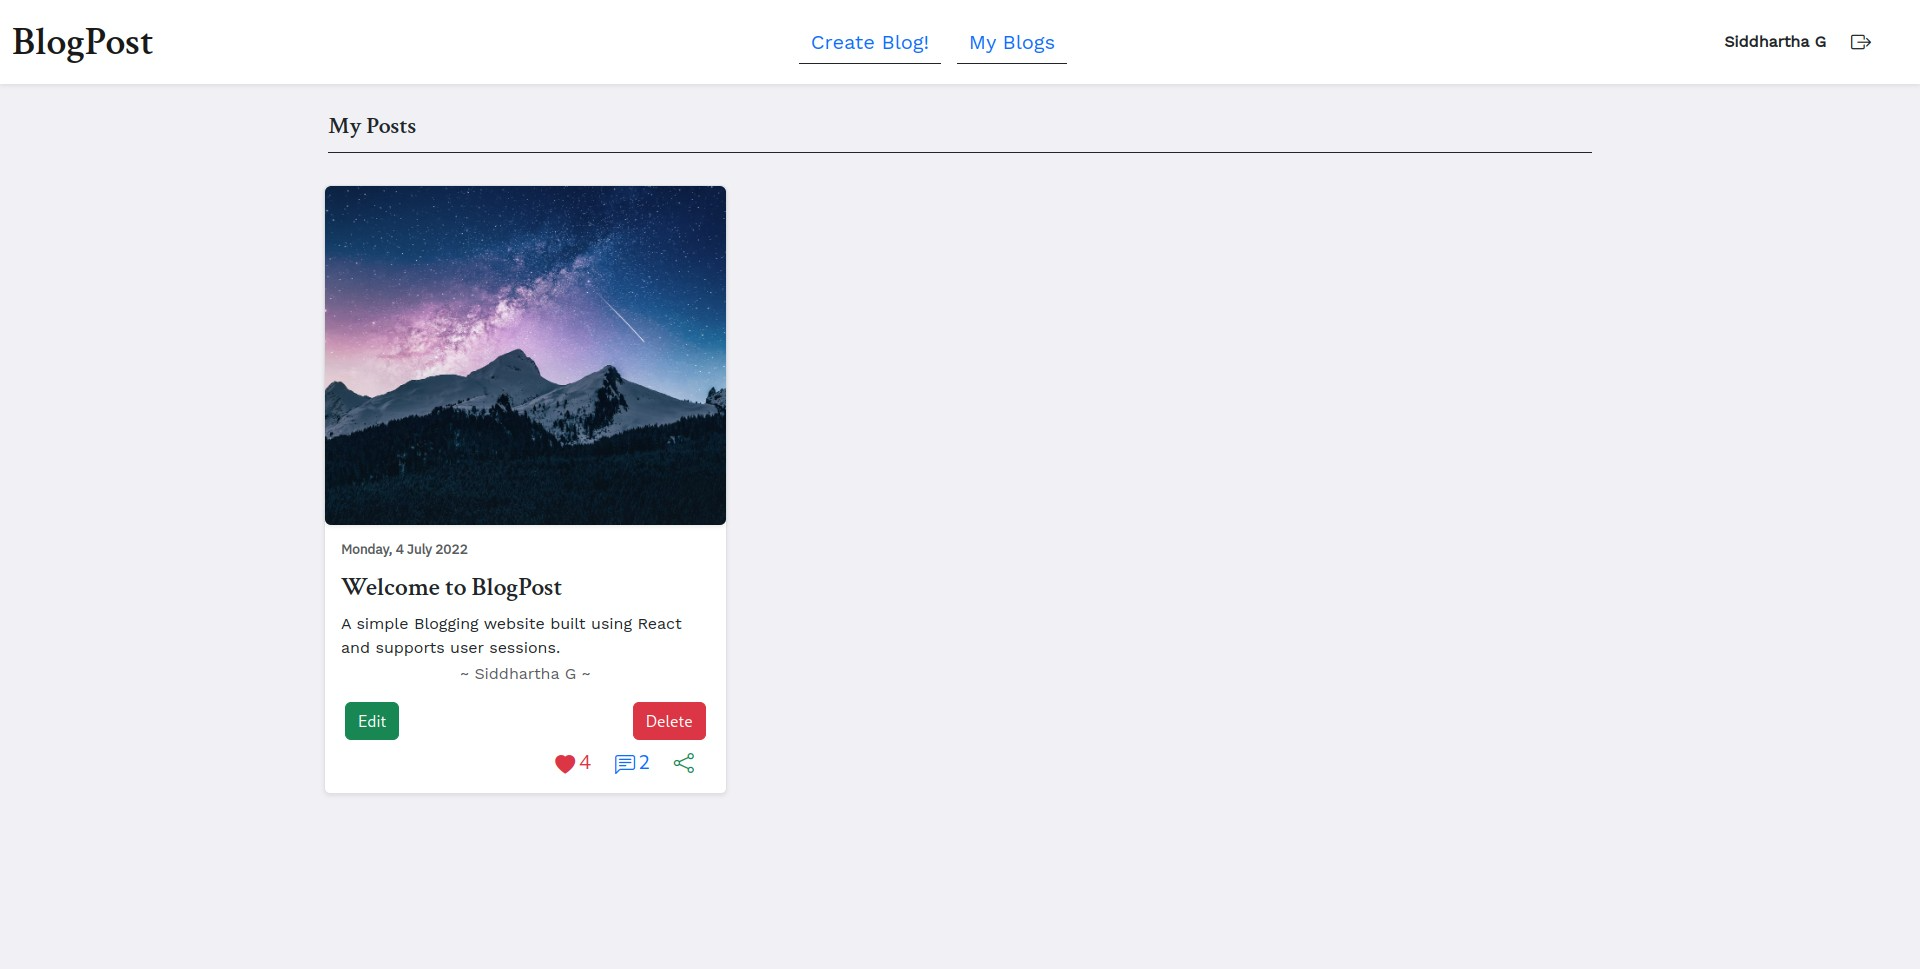 BlogPost
Create Blog!
My Blogs
Siddhartha G
My Posts
Monday, 4 July 2022
Welcome to BlogPost
A simple Blogging website built using React
and supports user sessions.
~ Siddhartha G ~
Edit
Delete
4
2